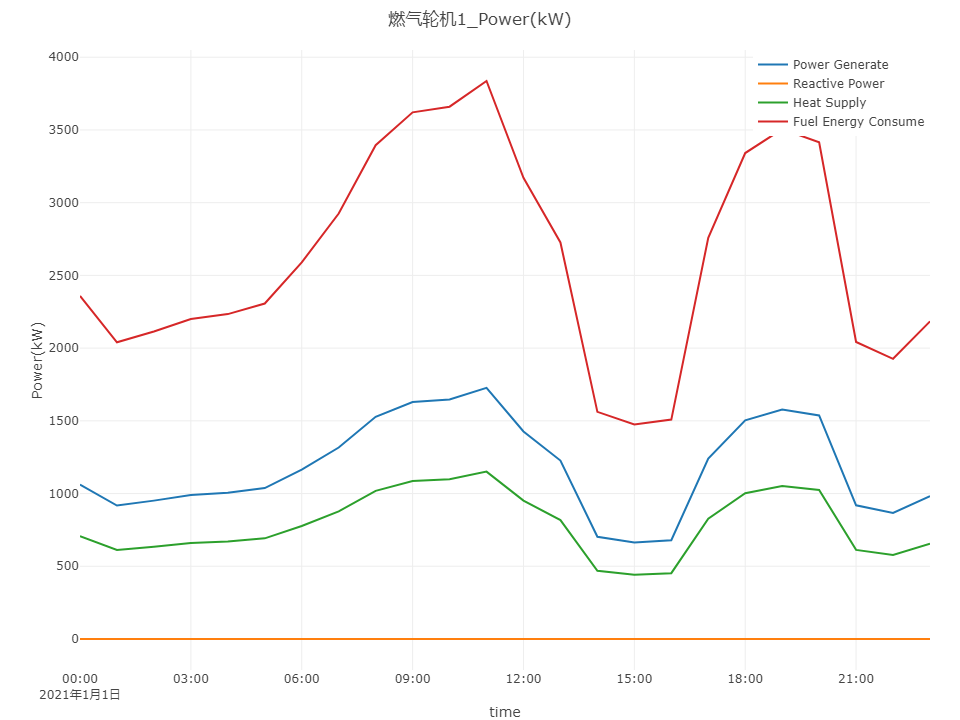 燃气轮机1_Power(kW)
Power Generate
Reactive Power
Heat Supply
Fuel Energy Consume
4000
3500
3000
2500
2000
1500
1000
500
0
Power(kW)
00:00 03:00 06:00 09:00 12:00 15:00 18:00 21:00
2021年1月1日
time